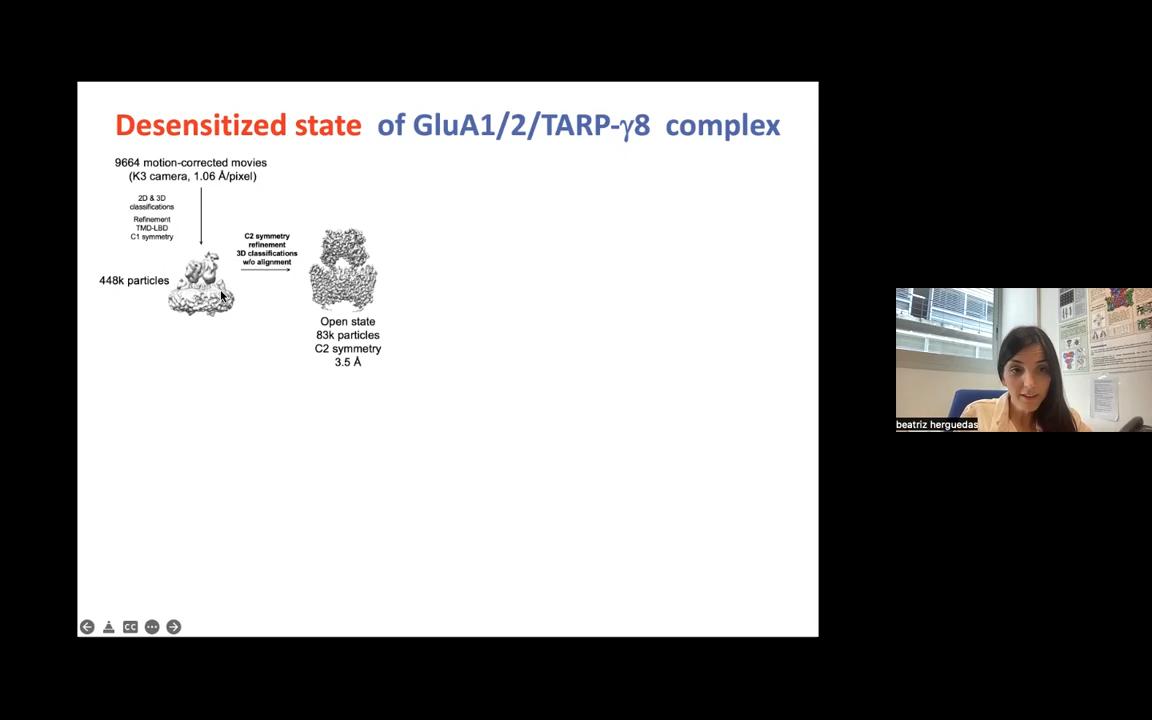 Desensitized state of GluA1/2/TARP-γ8 complex
9664 motion-corrected movies
(K3 camera, 1.06 Å/pixel)
2D & 3D
classifications
Refinement
TMD-LBD
C1 symmetry
448k particles
C2 symmetry
refinement
3D classifications
w/o alignment
Open state
83k particles
C2 symmetry
3.5 Å
CC
beatriz herguedas